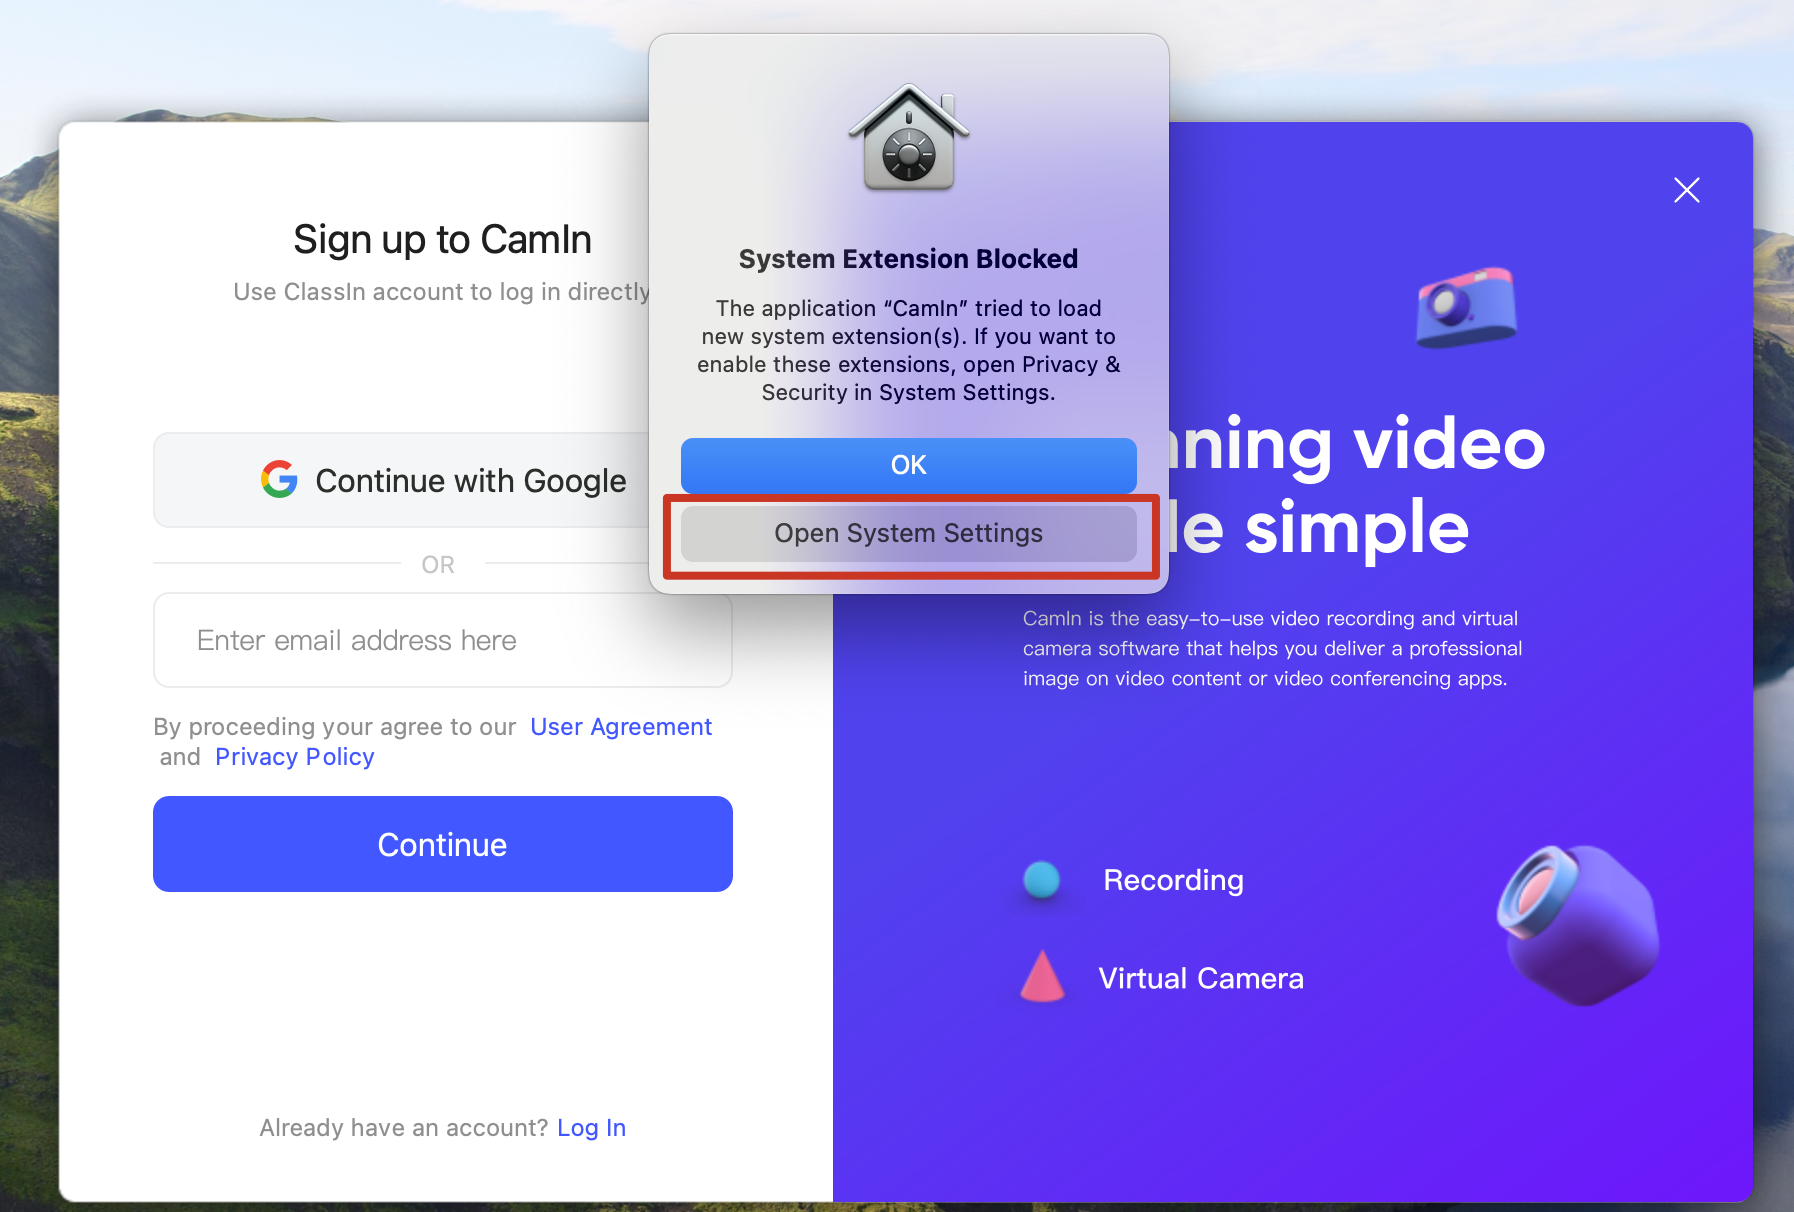 System Extension Blocked
The application “CamIn” tried to load
new system extension(s). If you want to
enable these extensions, open Privacy &
Security in System Settings.
OK
Open System Settings
Sign up to CamIn
Use ClassIn account to log in directly
Continue with Google
OR
Enter email address here
By proceeding your agree to our User Agreement
and Privacy Policy
Continue
Already have an account? Log In
video
simple
CamIn is the easy-to-use video recording and virtual
camera software that helps you deliver a professional
image on video content or video conferencing apps.
Recording
Virtual Camera